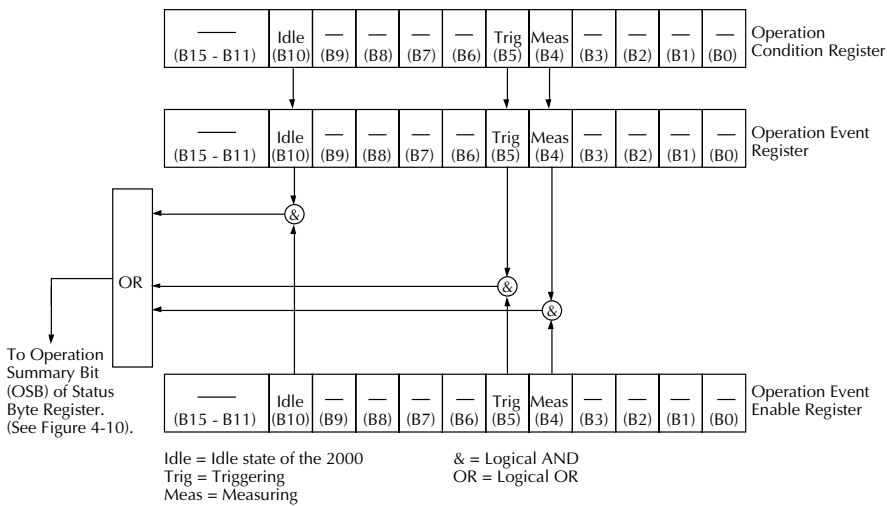 Idle Trig Meas
(B15 - B11) (B10) (B9) (B8) (B7) (B6) (B5) (B4) (B3) (B2) (B1) (B0)
Operation
Condition Register
Idle Trig Meas
(B15 - B11) (B10) (B9) (B8) (B7) (B6) (B5) (B4) (B3) (B2) (B1) (B0)
Operation Event
Register
&
OR
&
&
To Operation
Summary Bit
(OSB) of Status
Byte Register.
(See Figure 4-10).
Idle Trig Meas
(B15 - B11) (B10) (B9) (B8) (B7) (B6) (B5) (B4) (B3) (B2) (B1) (B0)
Operation Event
Enable Register
Idle = Idle state of the 2000
Trig = Triggering
Meas = Measuring
& = Logical AND
OR = Logical OR